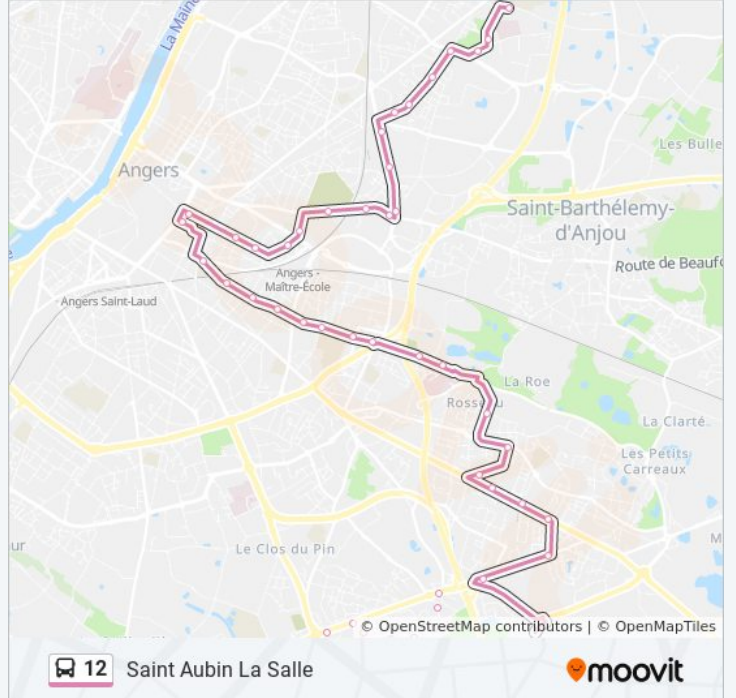 La Maine
Angers
Les Bulle
Saint-Barthélemy-
d'Anjou
Route de Beaufo
Angers -
Maître-École
Angers Saint-Laud
e
La Roe
Rosseau
La Clarté
Les Petits
Carreaux
ur
Le Clos du Pin
M
© OpenStreetMap contributors | © OpenMapTiles
12 Saint Aubin La Salle
moovit